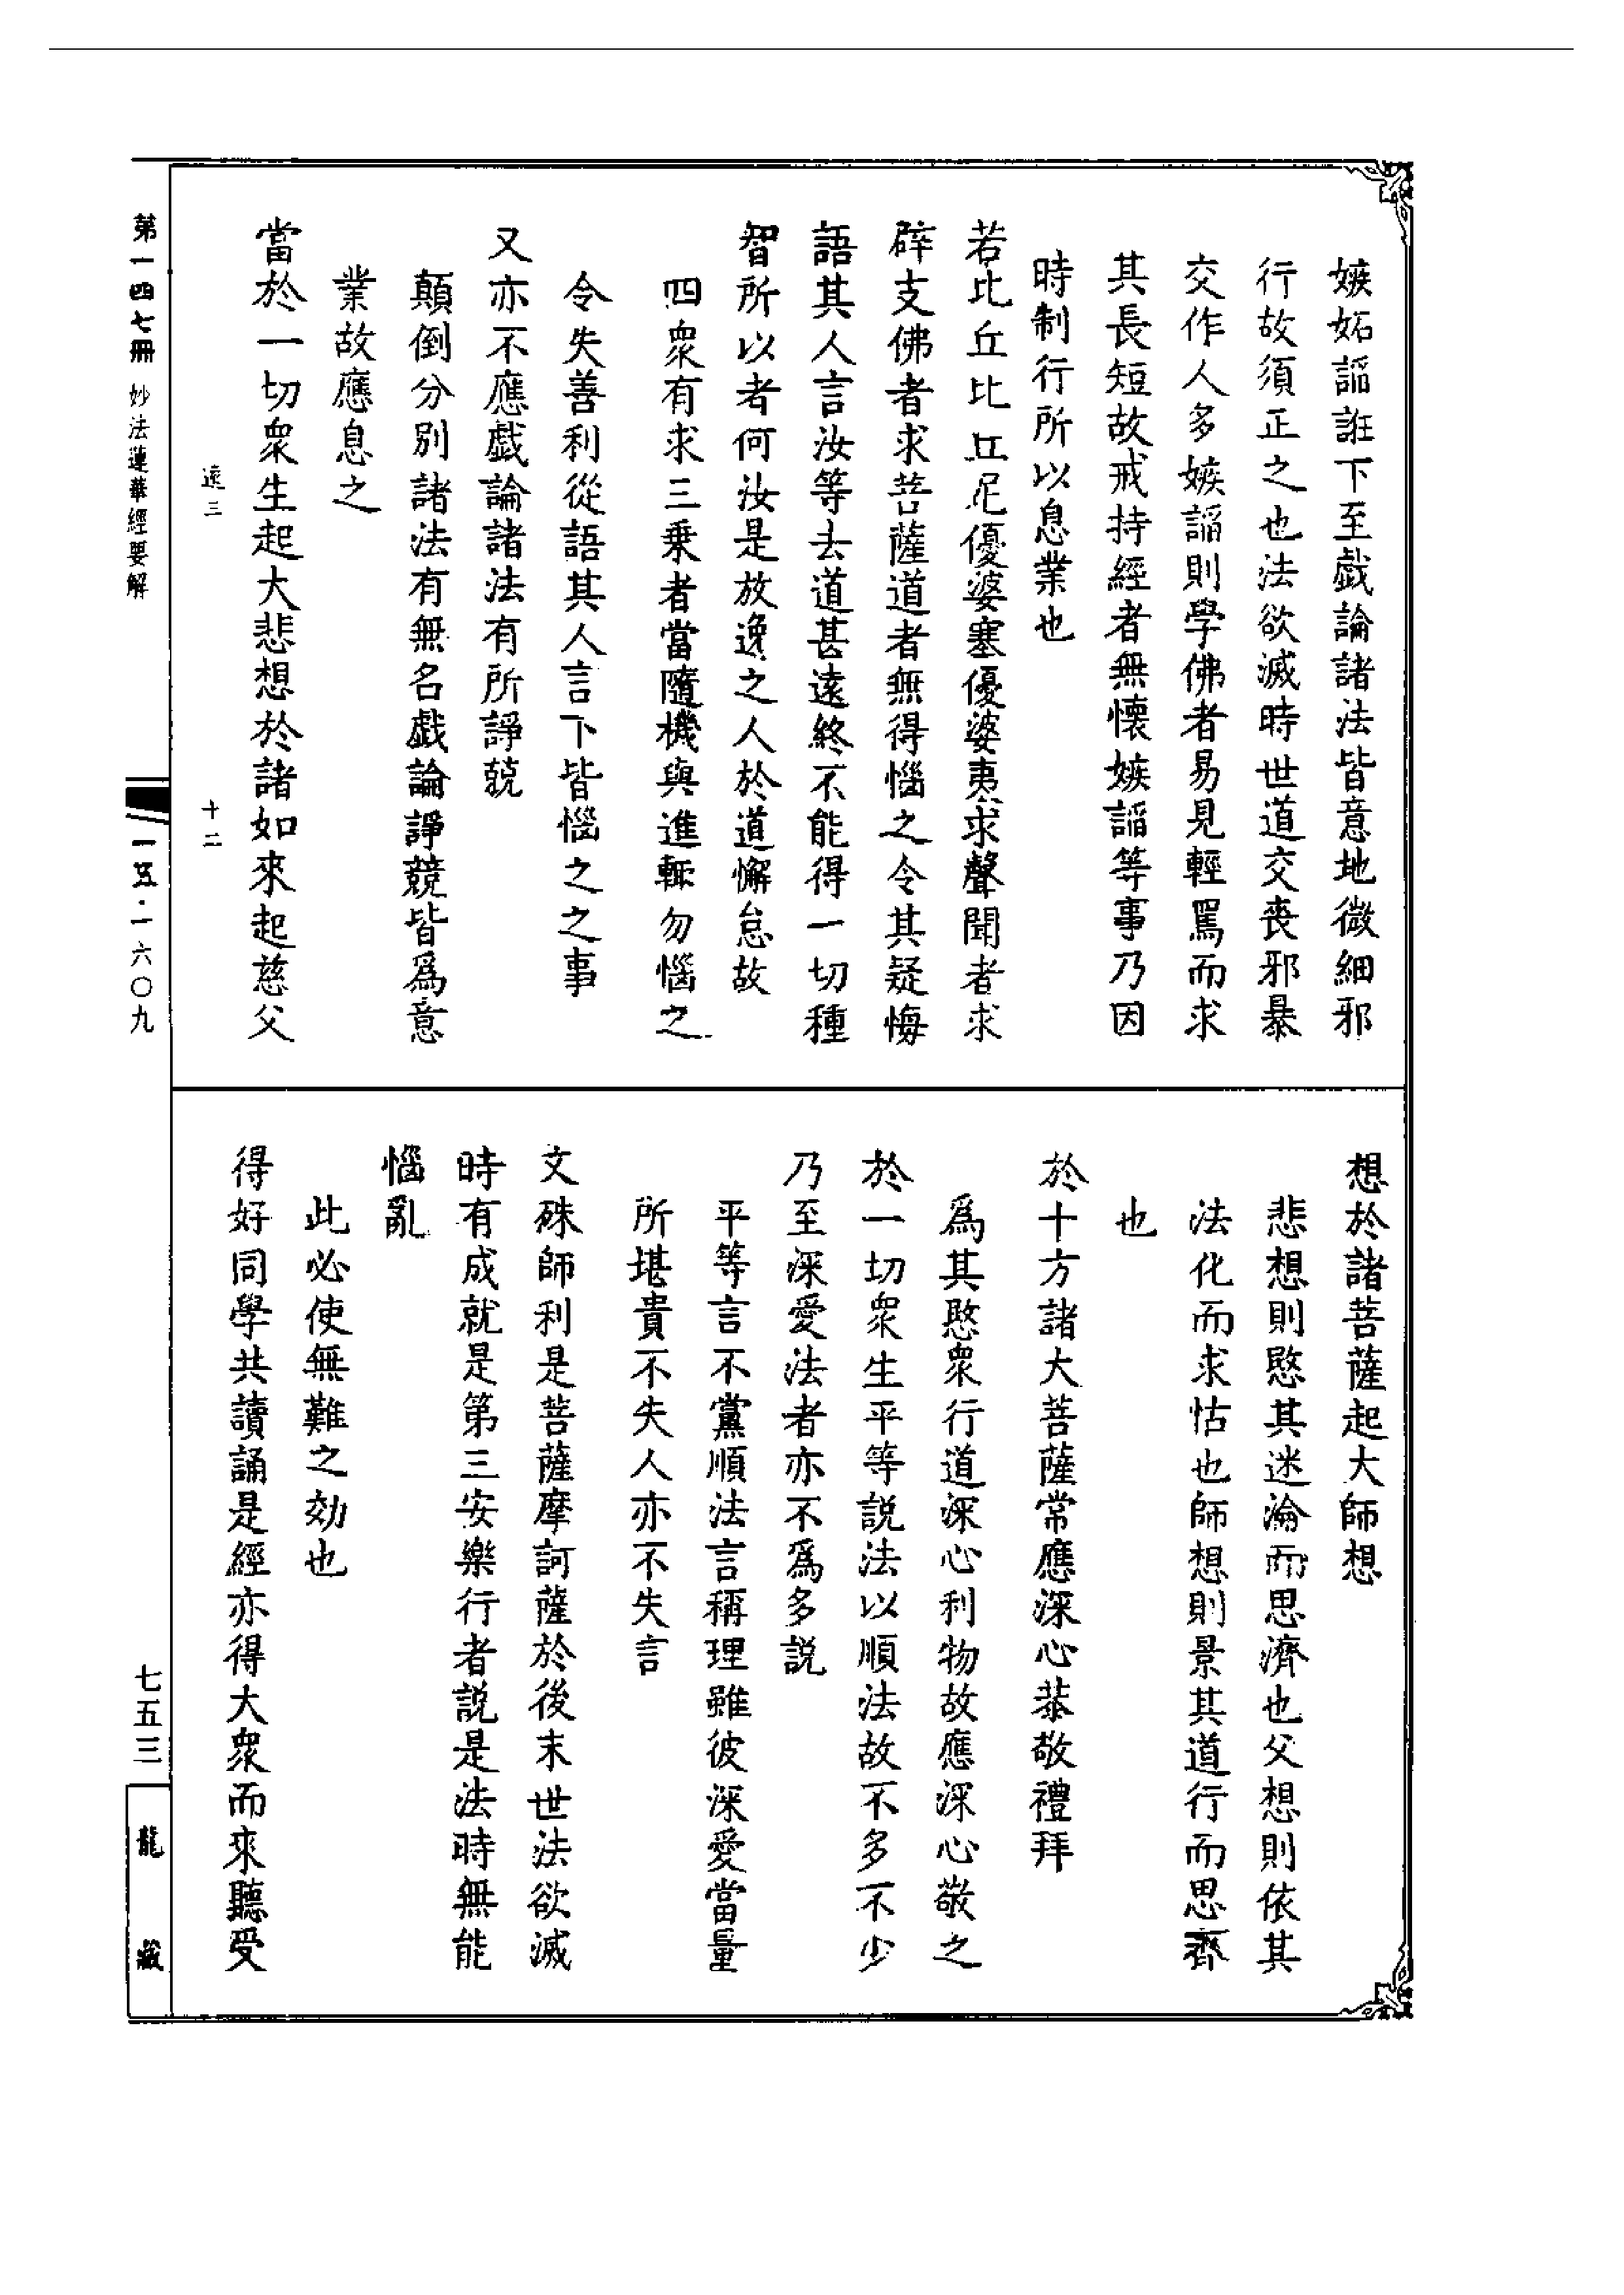 嫉妬諂誑下至戯論諸法皆意地微細邪
行故須正之也法欲滅時世道交喪邪暴
交作人多嫉諂則學佛者易見輕罵而求
其長短故戒持經者無懐嫉諂等事乃因
時制行所以息業也
若比丘比丘尼優婆塞優婆夷求聲聞者求
辟支佛者求菩薩道者無得惱之令其疑悔
語其人言汝等去道甚遠終不能得一切種
智所以者何汝是放逸之人於道懈怠故
四衆有求三乗者當隨機與進輒勿惱之
令失善利從語其人言下皆惱之之事
又亦不應戯論諸法有所諍競
顛倒分別諸法有無名戯論諍競皆爲意
業故應息之
當於一切衆生起大悲想於諸如來起慈父
遠三
十二
想於諸菩薩起大師想
悲想則愍其迷淪而思濟也父想則依其
法化而求怙也師想則景其道行而思齊
也
於十方諸大菩薩常應深心恭敬禮拜
爲其愍衆行道深心利物故應深心敬之
於一切衆生平等説法以順法故不多不少
乃至深愛法者亦不爲多説
平等言不黨順法言稱理雖彼深愛當量
所堪貴不失人亦不失言
文殊師利是菩薩摩訶薩於後末世法欲滅
時有成就是第三安樂行者説是法時無能
惱亂
此必使無難之効也
得好同學共讀誦是經亦得大衆而來聽受
第一四七冊 妙法蓮華經要解
一五·一六〇九
七五三
龍藏